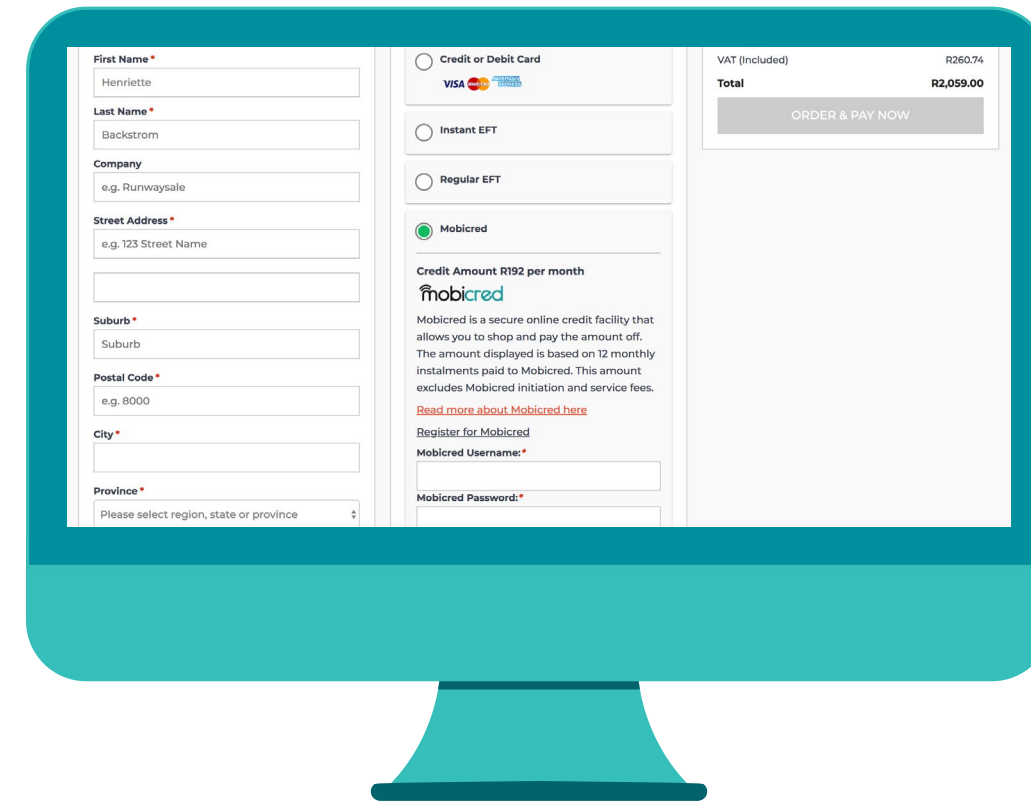 First Name *
Henriette
Last Name *
Backstrom
Company
e.g. Runwaysale
Street Address *
e.g. 123 Street Name
Suburb *
Suburb
Postal Code *
e.g. 8000
City *
Province *
Please select region, state or province
Credit or Debit Card
VISA AMERICAN EXPRESS
Instant EFT
Regular EFT
Mobicred
Credit Amount R192 per month
mobicred
Mobicred is a secure online credit facility that
allows you to shop and pay the amount off.
The amount displayed is based on 12 monthly
instalments paid to Mobicred. This amount
excludes Mobicred initiation and service fees.
Read more about Mobicred here
Register for Mobicred
Mobicred Username:*
Mobicred Password:*
VAT (Included) R260.74
Total R2,059.00
ORDER & PAY NOW